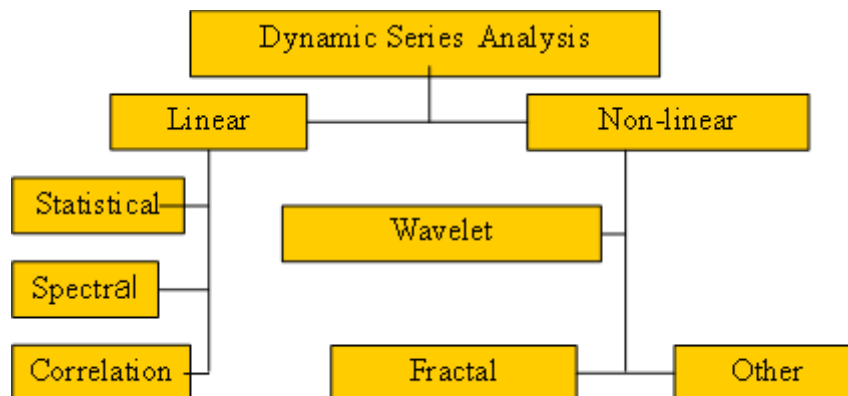 Dynamic Series Analysis
Linear
Non-linear
Statistical
Wavelet
Spectral
Correlation
Fractal
Other